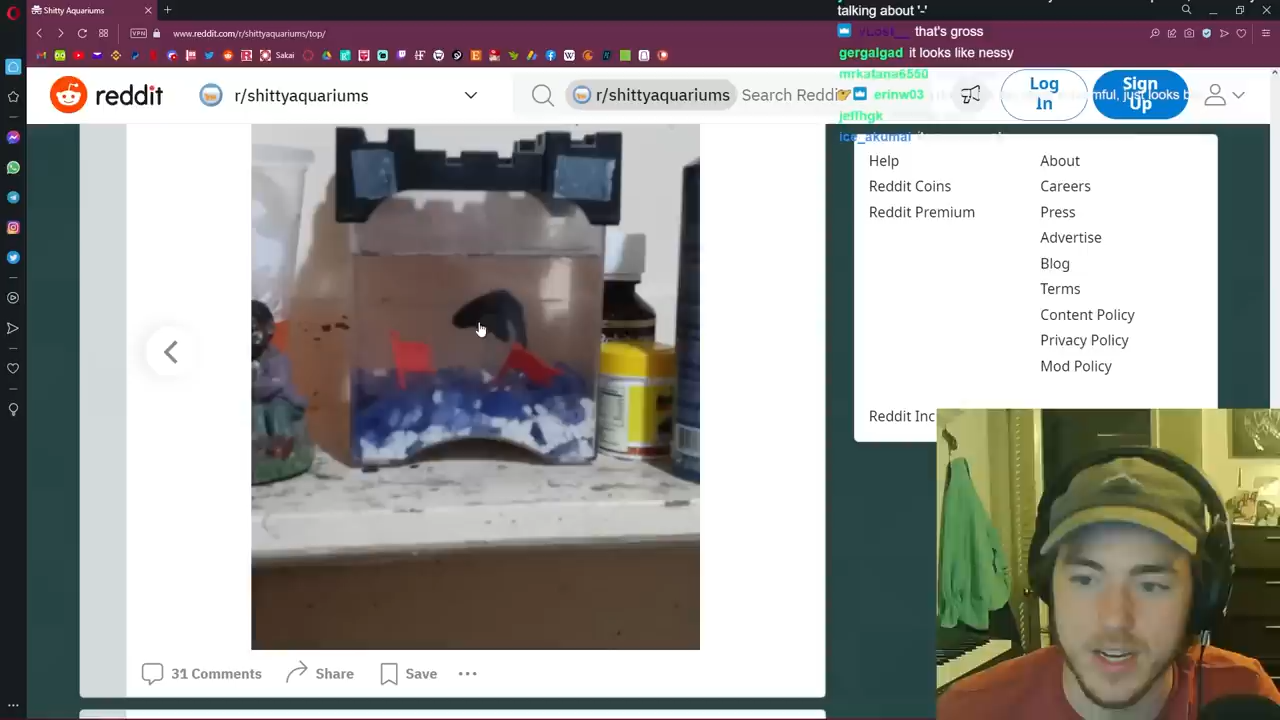 Shitty Aquariums
talking about '-'
VPN
www.reddit.com/r/shittyaquariums/top/
Sakai
that's gross
gergalgad it looks like nessy
mrkatana6550
erinw03
jeffhgk
ice_akumai
reddit
r/shittyaquariums
r/shittyaquariums
Search Reddit
Log In
Sign Up
Help
About
Reddit Coins
Careers
Reddit Premium
Press
Advertise
Blog
Terms
Content Policy
Privacy Policy
Mod Policy
Reddit Inc
31 Comments
Share
Save